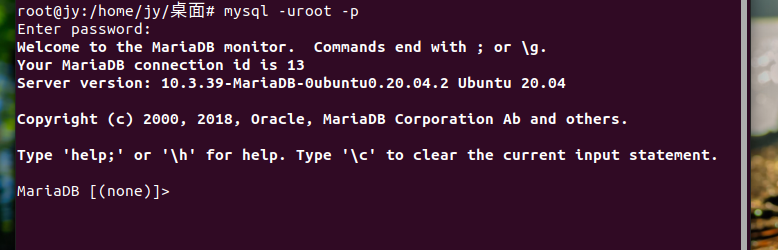 root@jy:/home/jy/桌面# mysql -uroot -p
Enter password:
Welcome to the MariaDB monitor.  Commands end with ; or \g.
Your MariaDB connection id is 13
Server version: 10.3.39-MariaDB-0ubuntu0.20.04.2 Ubuntu 20.04
Copyright (c) 2000, 2018, Oracle, MariaDB Corporation Ab and others.
Type 'help;' or '\h' for help. Type '\c' to clear the current input statement.
MariaDB [(none)]>